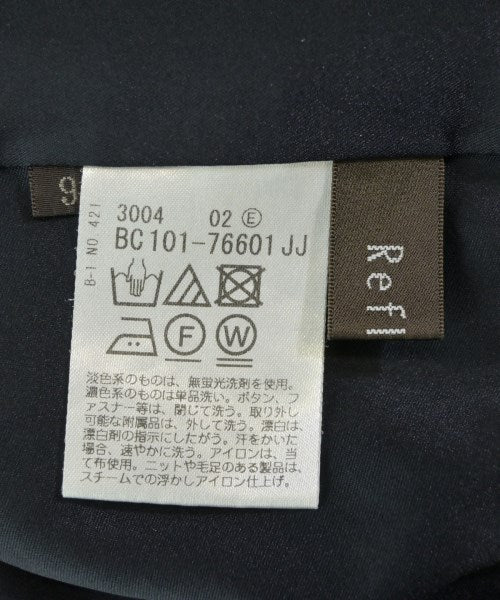 9
B-1 NO. 421
3004 02 Ⓔ
BC101-76601JJ
F W
淡色系のものは、無蛍光洗剤を使用。
濃色系のものは単品洗い。ボタン、フ
ァスナー等は、閉じて洗う。取り外し
可能な附属品は、外して洗う。漂白は、
漂白剤の指示にしたがう。汗をかいた
場合、速やかに洗う。アイロンは、当
て布使用。ニットや毛足のある製品は、
スチームでの浮かしアイロン仕上げ。
Refl